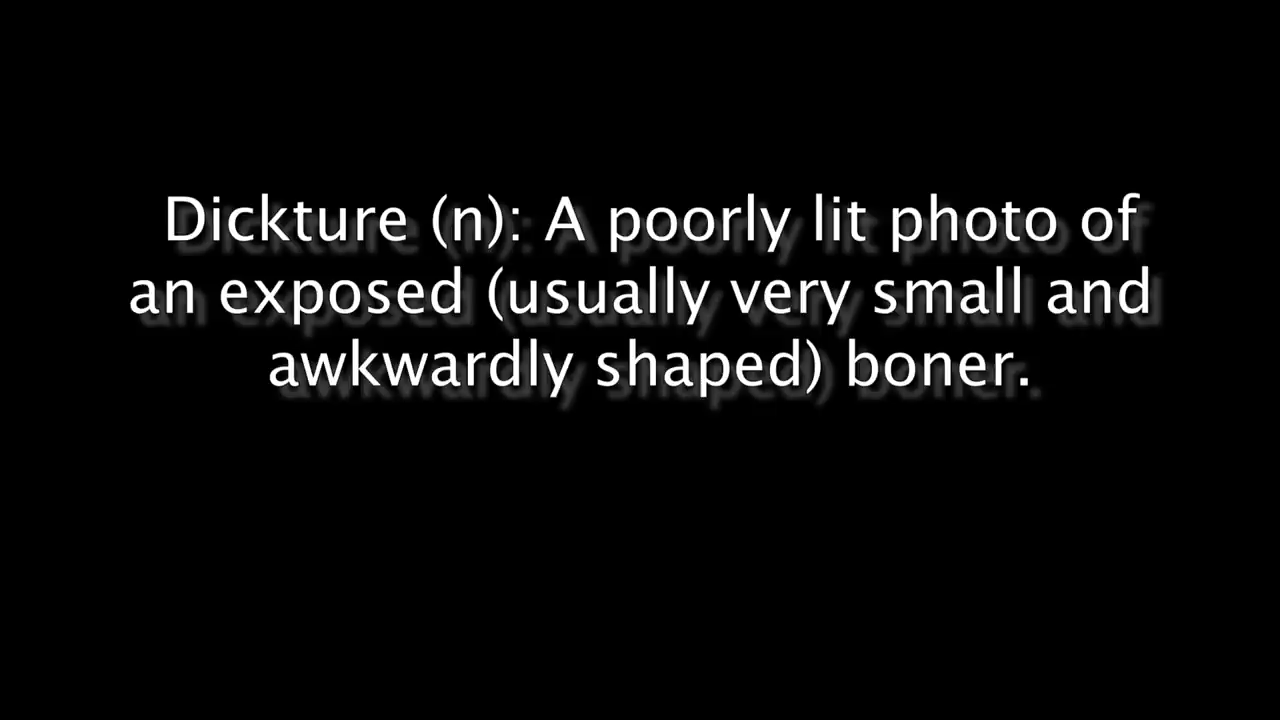 Dickture (n): A poorly lit photo of
an exposed (usually very small and
awkwardly shaped) boner.